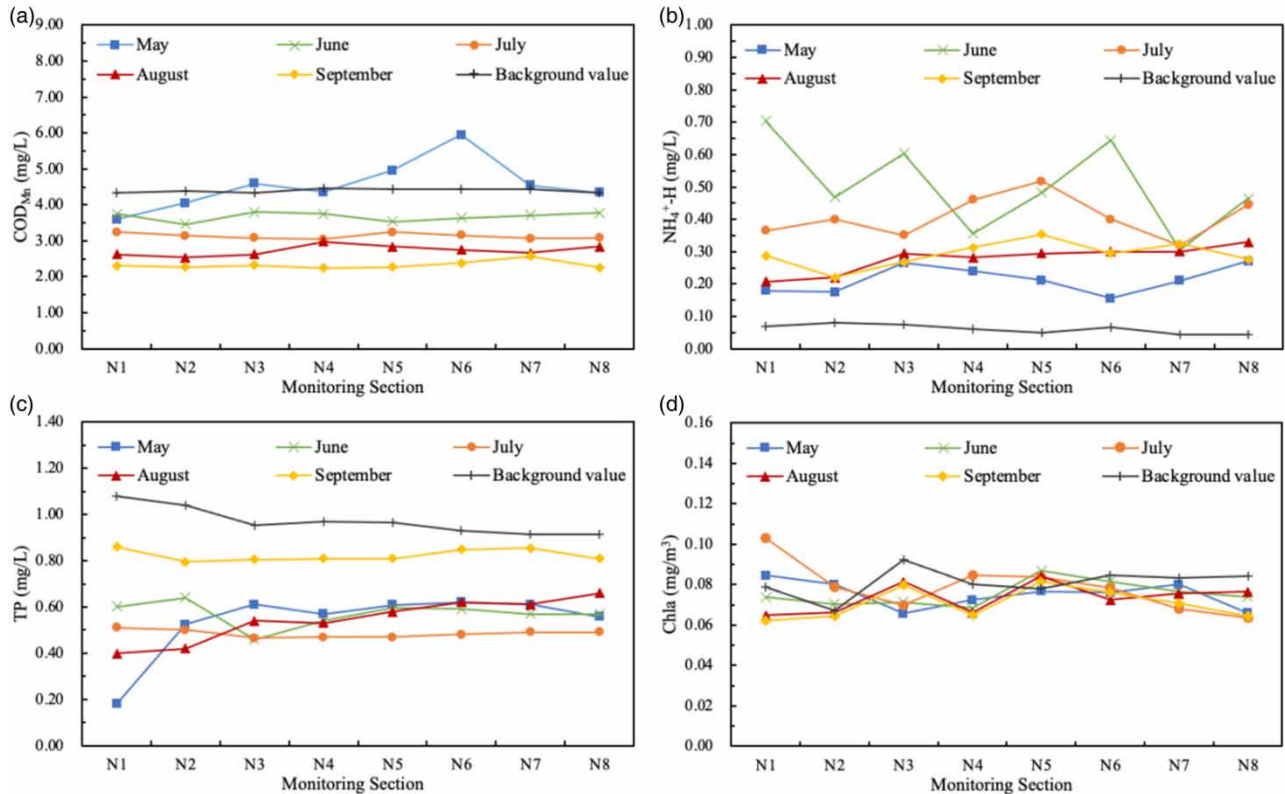 (a)
9.00
8.00
7.00
6.00
5.00
4.00
3.00
2.00
1.00
0.00
COD_Mn (mg/L)
May June July
August September Background value
N1 N2 N3 N4 N5 N6 N7 N8
Monitoring Section
(b)
1.00
0.90
0.80
0.70
0.60
0.50
0.40
0.30
0.20
0.10
0.00
NH₄⁺-H (mg/L)
May June July
August September Background value
N1 N2 N3 N4 N5 N6 N7 N8
Monitoring Section
(c)
1.40
1.20
1.00
0.80
0.60
0.40
0.20
0.00
TP (mg/L)
May June July
August September Background value
N1 N2 N3 N4 N5 N6 N7 N8
Monitoring Section
(d)
0.16
0.14
0.12
0.10
0.08
0.06
0.04
0.02
0.00
Chla (mg/m³)
May June July
August September Background value
N1 N2 N3 N4 N5 N6 N7 N8
Monitoring Section